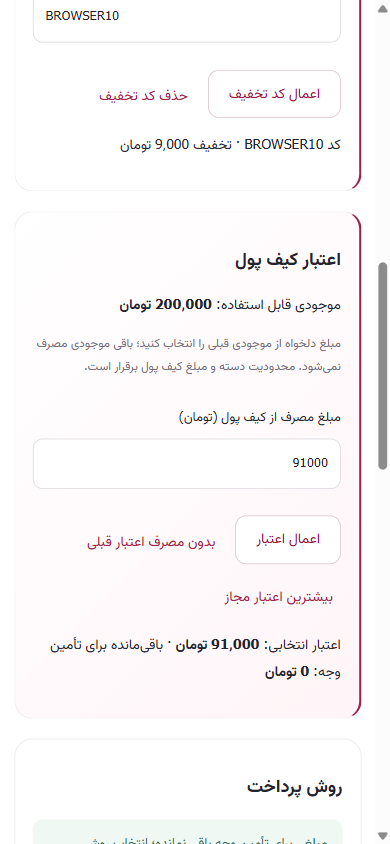 BROWSER10
اعمال کد تخفیف
حذف کد تخفیف
کد BROWSER10 · تخفیف 9,000 تومان
اعتبار کیف پول
موجودی قابل استفاده: 200,000 تومان
مبلغ دلخواه از موجودی قبلی را انتخاب کنید؛ باقی موجودی مصرف
نمی‌شود. محدودیت دسته و مبلغ کیف پول برقرار است.
مبلغ مصرف از کیف پول (تومان)
91000
اعمال اعتبار
بدون مصرف اعتبار قبلی
بیشترین اعتبار مجاز
اعتبار انتخابی: 91,000 تومان · باقی‌مانده برای تأمین
وجه: 0 تومان
روش پرداخت